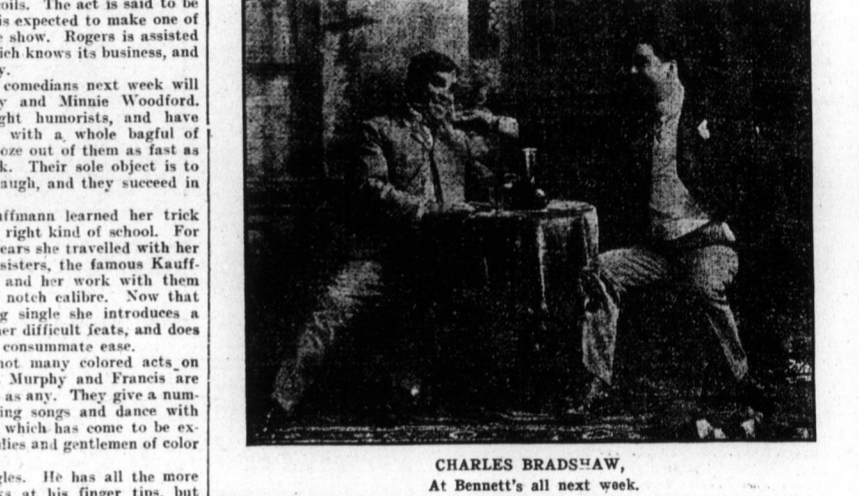 oils. The act is said to be
is expected to make one of
show. Rogers is assisted
ich knows its business, and
y.
comedians next week will
y and Minnie Woodford.
ght humorists, and have
with a whole bagful of
oze out of them as fast as
k. Their sole object is to
augh, and they succeed in
uffmann learned her trick
right kind of school. For
ears she travelled with her
sisters, the famous Kauff-
and her work with them
notch calibre. Now that
g single she introduces a
er difficult feats, and does
consummate ease.
not many colored acts on
Murphy and Francis are
as any. They give a num-
ing songs and dance with
which has come to be ex-
dies and gentlemen of color
gles. He has all the more
ks at his finger tips, but
CHARLES BRADSHAW,
At Bennett's all next week.